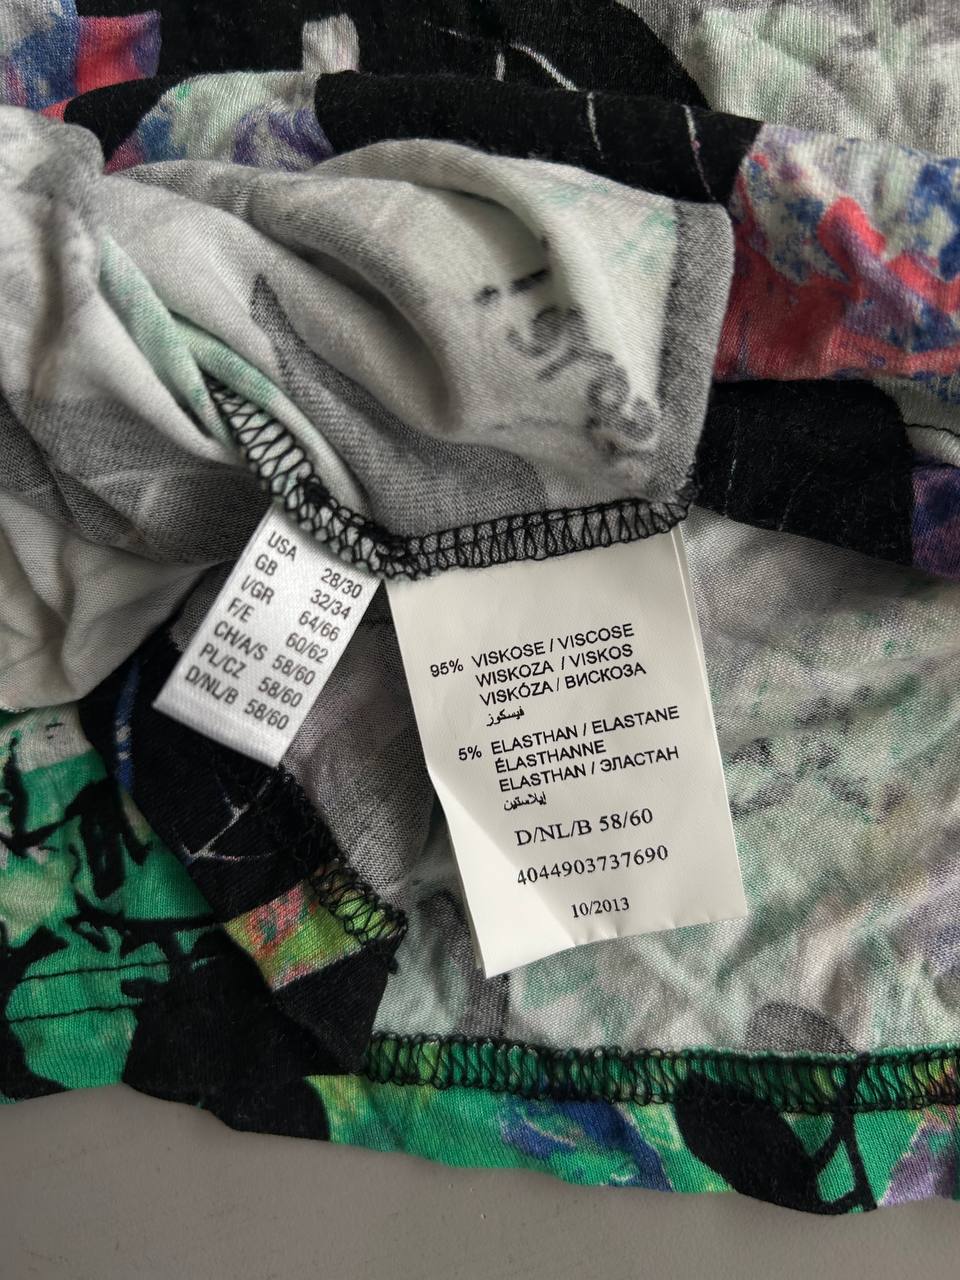 USA 28/30
GB 32/34
I/GR 64/66
F/E 60/62
CH/A/S 58/60
PL/CZ 58/60
D/NL/B 58/60
95% VISKOSE / VISCOSE
WISKOZA / VISKOS
VISKÓZA / ВИСКОЗА
فيسكوز
5% ELASTHAN / ELASTANE
ÉLASTHANNE
ELASTHAN / ЭЛАСТАН
إيلاستين
D/NL/B 58/60
4044903737690
10/2013